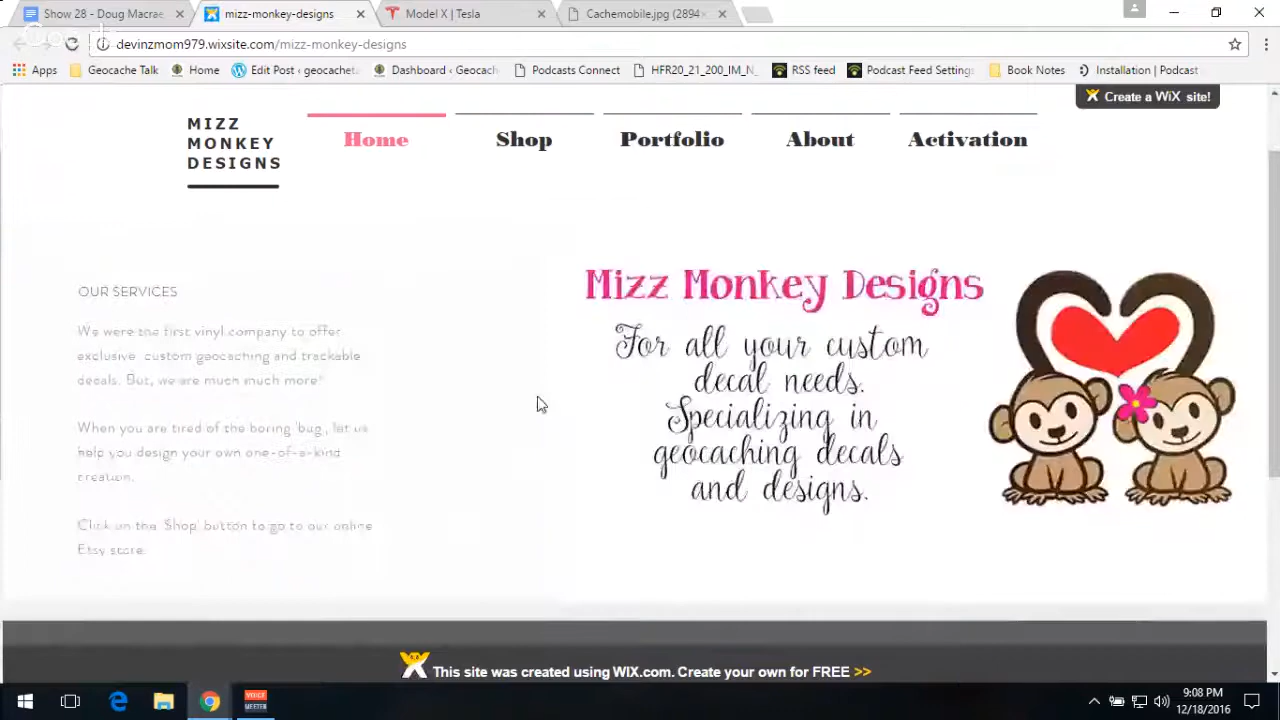 Show 28 - Doug Macrae
mizz-monkey-designs
Model X | Tesla
Cachemobile.jpg (2894×
devinzmom979.wixsite.com/mizz-monkey-designs
Apps
Geocache Talk
Home
Edit Post ‹ geocacheta
Dashboard ‹ Geocach
Podcasts Connect
HFR20_21_200_IM_N_
RSS feed
Podcast Feed Settings
Book Notes
Installation | Podcast
Create a WiX site!
MIZZ
MONKEY
DESIGNS
Home
Shop
Portfolio
About
Activation
OUR SERVICES
We were the first vinyl company to offer
exclusive custom geocaching and trackable
decals. But, we are much much more!
When you are tired of the boring 'bug', let us
help you design your own one-of-a-kind
creation.
Click on the 'Shop' button to go to our online
Etsy store.
Mizz Monkey Designs
For all your custom
decal needs.
Specializing in
geocaching decals
and designs.
This site was created using WIX.com. Create your own for FREE >>
VOICE
MEETER
9:08 PM
12/18/2016